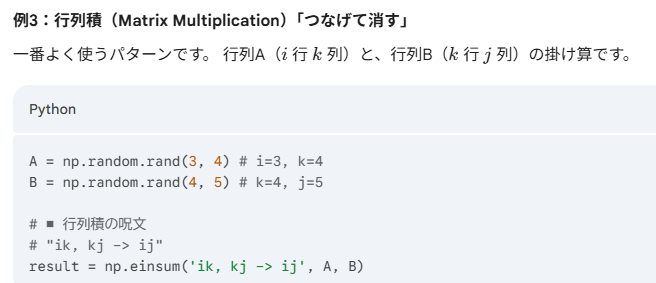 例3：行列積（Matrix Multiplication）「つなげて消す」
一番よく使うパターンです。 行列A（i 行 k 列）と、行列B（k 行 j 列）の掛け算です。
Python
A = np.random.rand(3, 4) # i=3, k=4
B = np.random.rand(4, 5) # k=4, j=5
# ■ 行列積の呪文
# "ik, kj -> ij"
result = np.einsum('ik, kj -> ij', A, B)